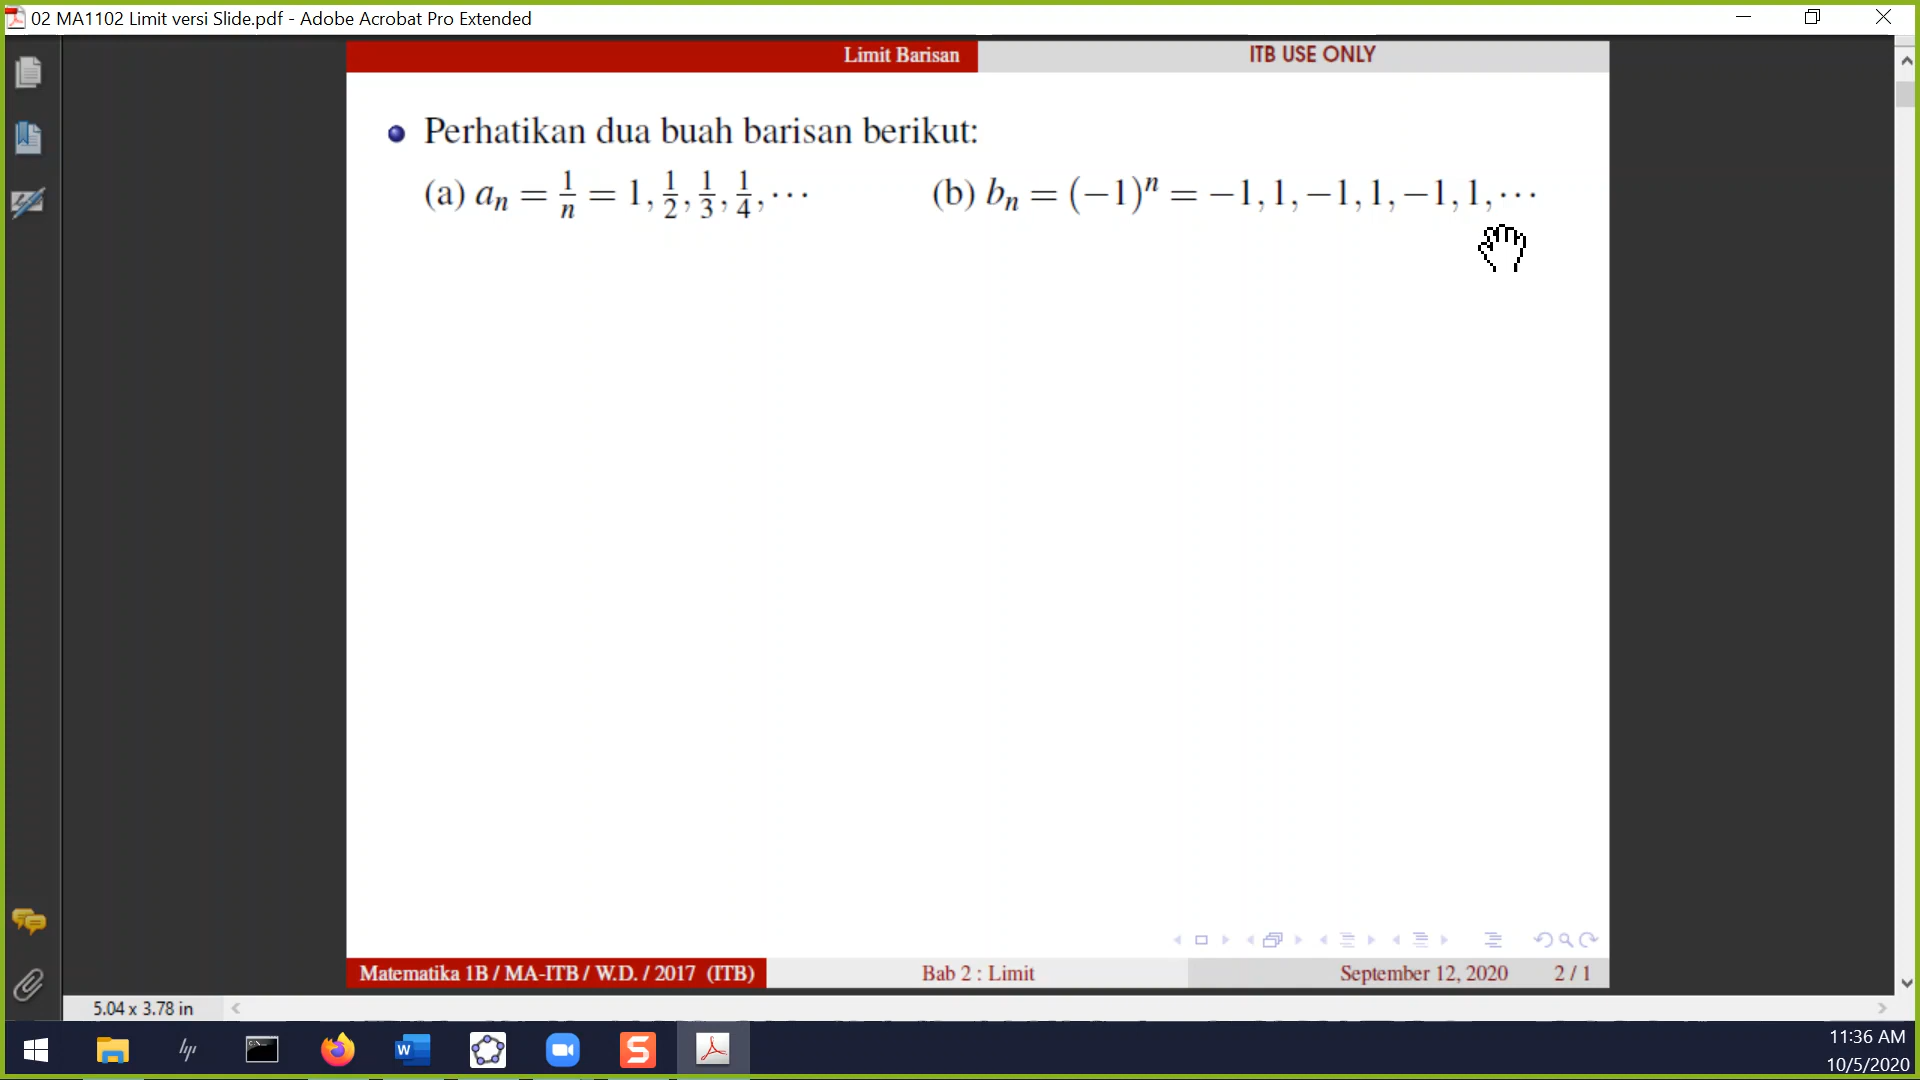 02 MA1102 Limit versi Slide.pdf - Adobe Acrobat Pro Extended
Limit Barisan
ITB USE ONLY
Perhatikan dua buah barisan berikut:
(a) aₙ = 1/n = 1, 1/2, 1/3, 1/4, ⋯
(b) bₙ = (−1)ⁿ = −1, 1, −1, 1, −1, 1, ⋯
Matematika 1B / MA-ITB / W.D. / 2017 (ITB)
Bab 2 : Limit
September 12, 2020
2 / 1
5.04 x 3.78 in
hp
W
S
11:36 AM
10/5/2020